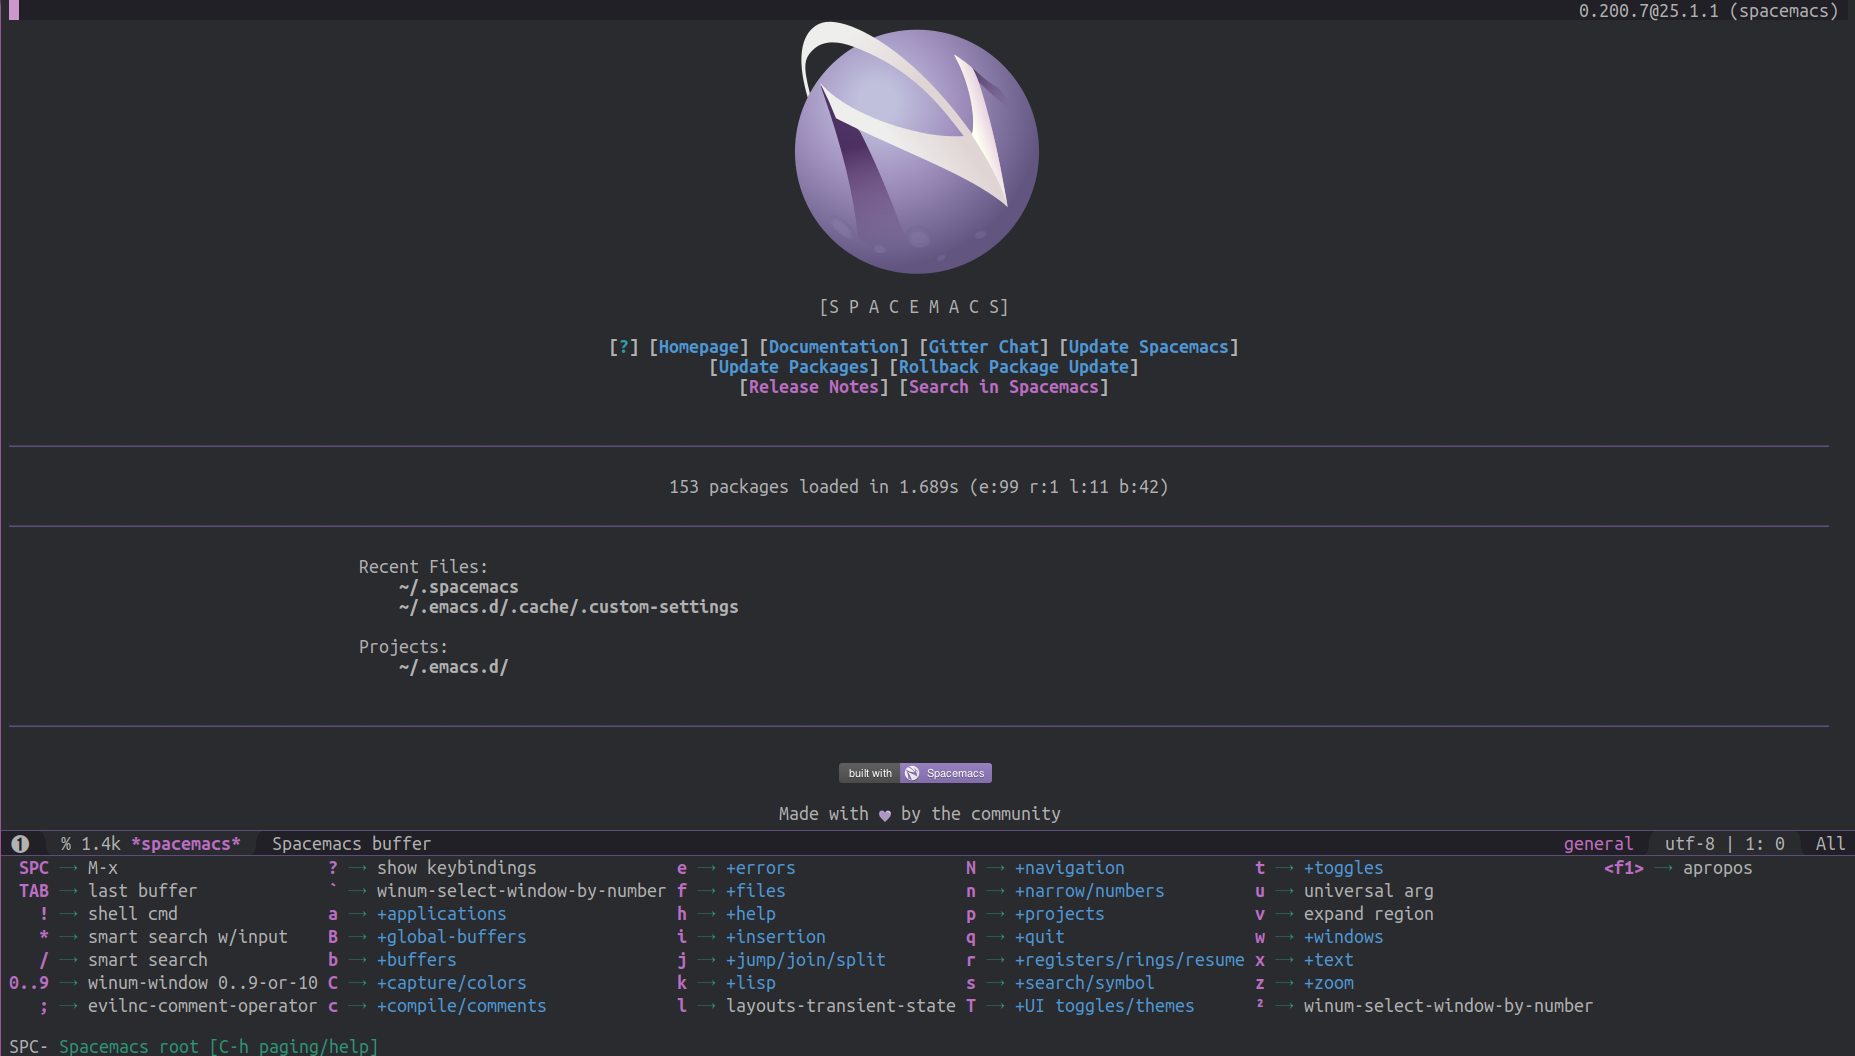 0.200.7@25.1.1 (spacemacs)
[S P A C E M A C S]
[?] [Homepage] [Documentation] [Gitter Chat] [Update Spacemacs]
[Update Packages] [Rollback Package Update]
[Release Notes] [Search in Spacemacs]
153 packages loaded in 1.689s (e:99 r:1 l:11 b:42)
Recent Files:
~/.spacemacs
~/.emacs.d/.cache/.custom-settings
Projects:
~/.emacs.d/
built with Spacemacs
Made with ♥ by the community
❶ % 1.4k *spacemacs* Spacemacs buffer general utf-8 | 1: 0 All
SPC → M-x ? → show keybindings e → +errors N → +navigation t → +toggles <f1> → apropos
TAB → last buffer ` → winum-select-window-by-number f → +files n → +narrow/numbers u → universal arg
! → shell cmd a → +applications h → +help p → +projects v → expand region
* → smart search w/input B → +global-buffers i → +insertion q → +quit w → +windows
/ → smart search b → +buffers j → +jump/join/split r → +registers/rings/resume x → +text
0..9 → winum-window 0..9-or-10 C → +capture/colors k → +lisp s → +search/symbol z → +zoom
; → evilnc-comment-operator c → +compile/comments l → layouts-transient-state T → +UI toggles/themes ² → winum-select-window-by-number
SPC- Spacemacs root [C-h paging/help]